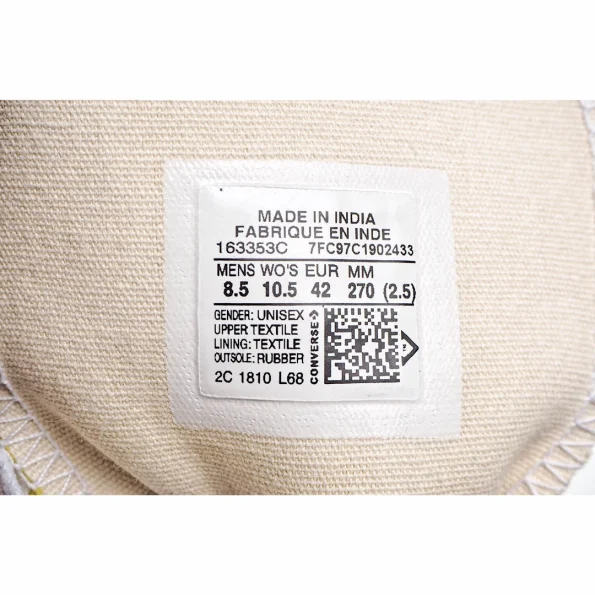 MADE IN INDIA
FABRIQUE EN INDE
163353C 7FC97C1902433
MENS WO'S EUR MM
8.5 10.5 42 270 (2.5)
GENDER: UNISEX
UPPER TEXTILE
LINING: TEXTILE
OUTSOLE: RUBBER
2C 1810 L68
CONVERSE